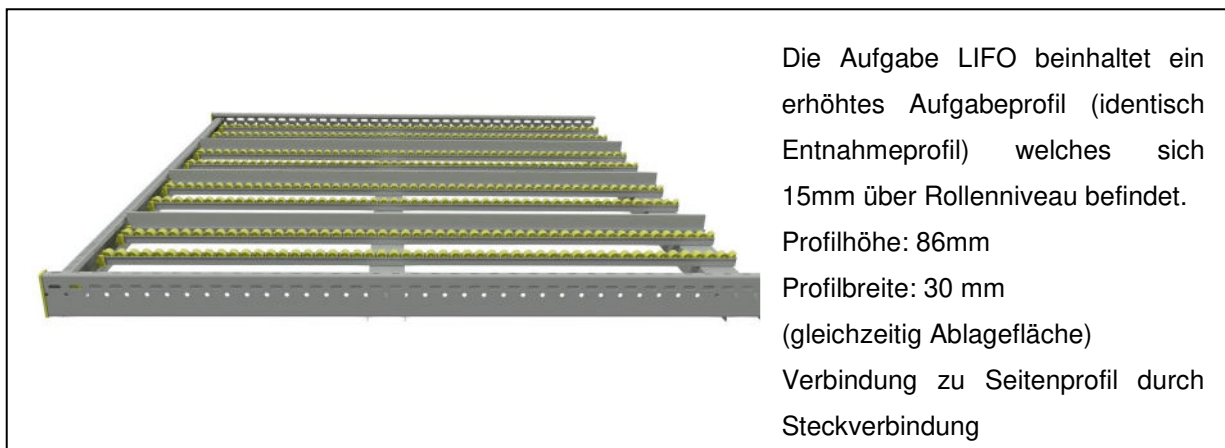 Die Aufgabe LIFO beinhaltet ein
erhöhtes Aufgabeprofil (identisch
Entnahmeprofil) welches sich
15mm über Rollenniveau befindet.
Profilhöhe: 86mm
Profilbreite: 30 mm
(gleichzeitig Ablagefläche)
Verbindung zu Seitenprofil durch
Steckverbindung